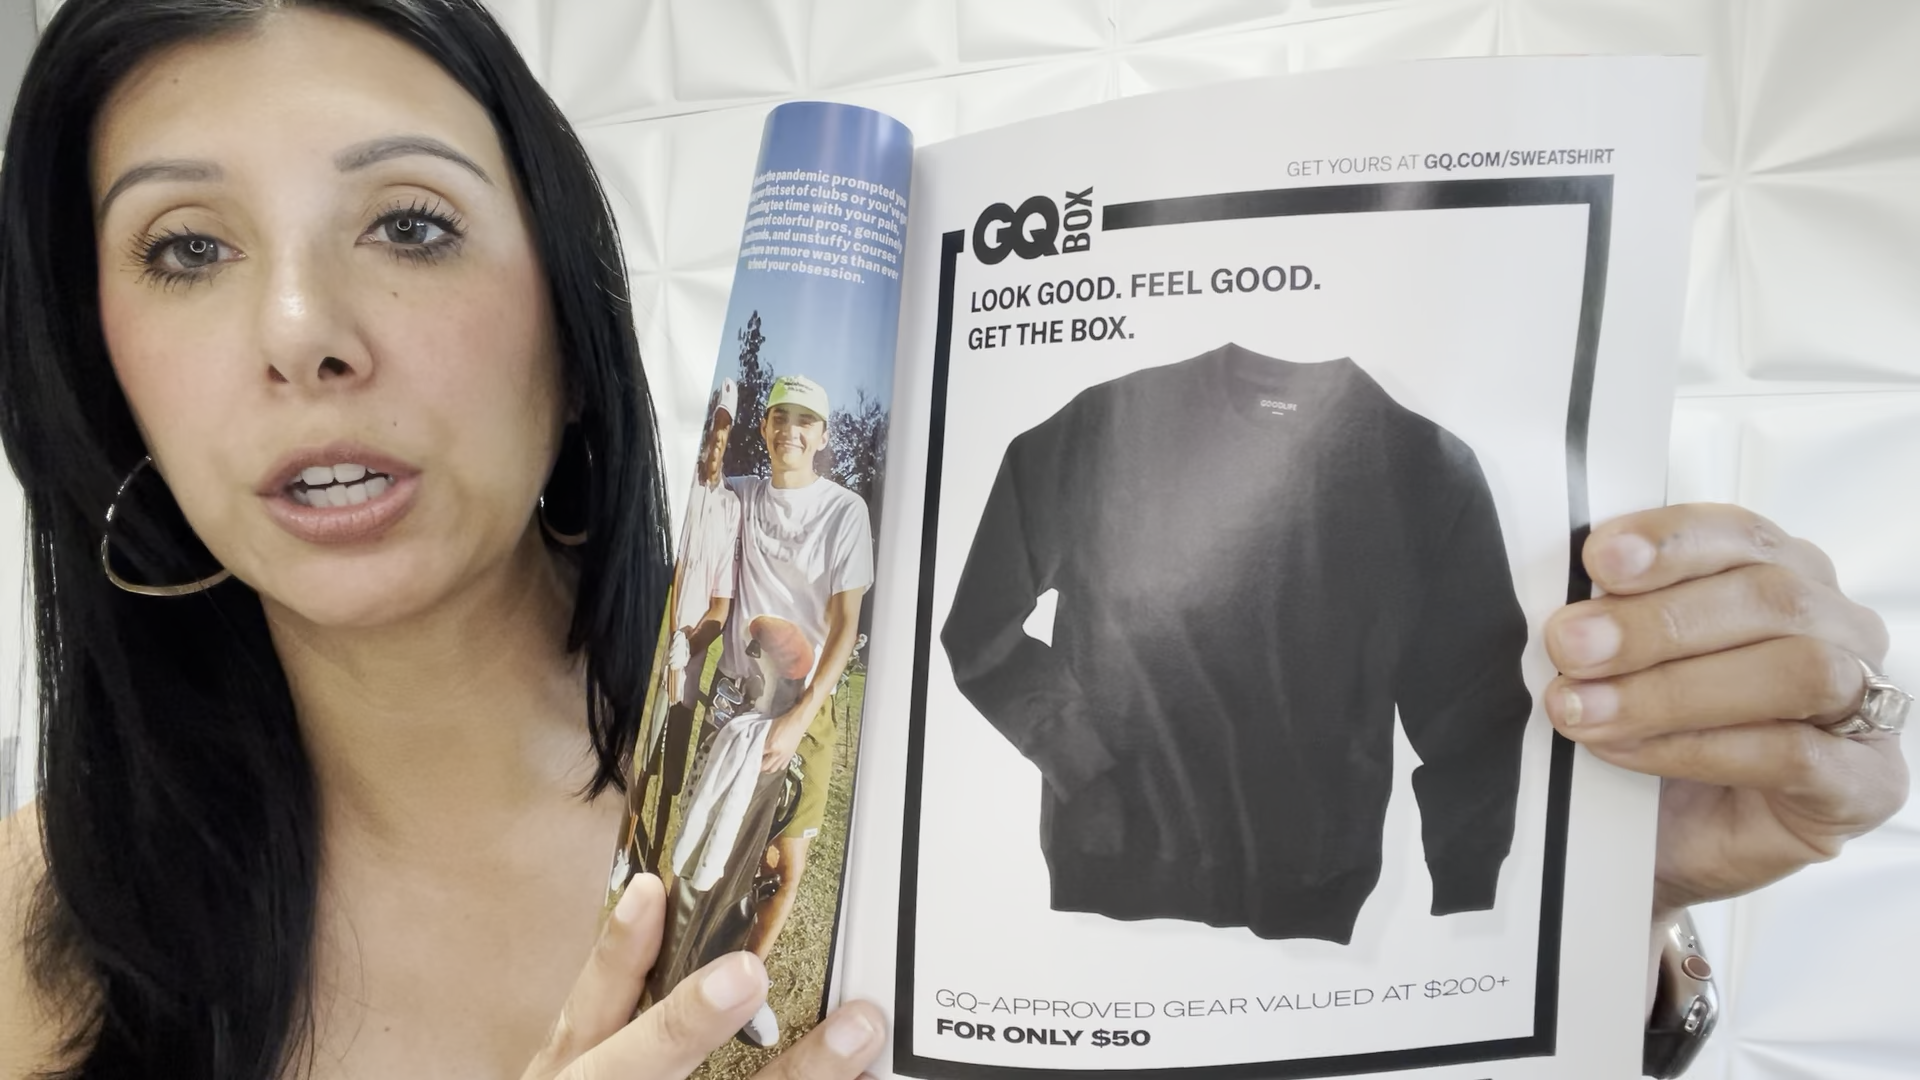 the pandemic prompted you
first set of clubs or you've
tee time with your pals,
of colorful pros, genuinely
and unstuffy courses
there are more ways than ever
feed your obsession.
GET YOURS AT GQ.COM/SWEATSHIRT
GQ BOX
LOOK GOOD. FEEL GOOD.
GET THE BOX.
GOODLIFE
GQ-APPROVED GEAR VALUED AT $200+
FOR ONLY $50